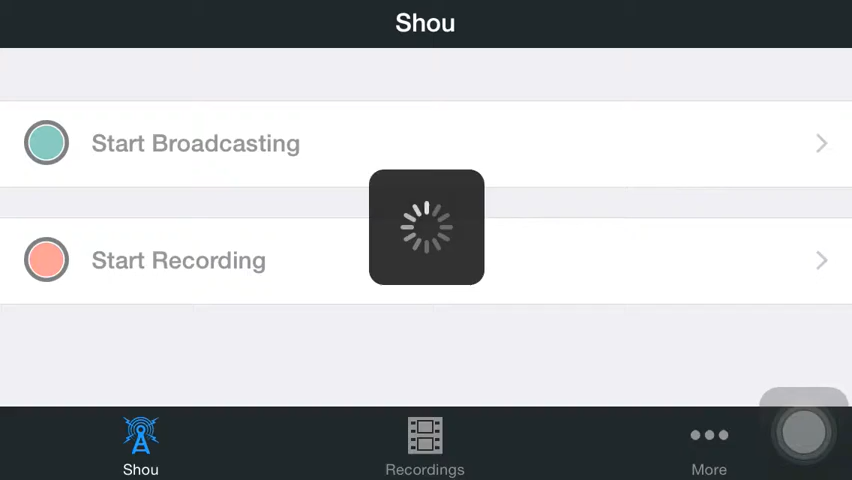 Shou
Start Broadcasting
Start Recording
Shou
Recordings
More